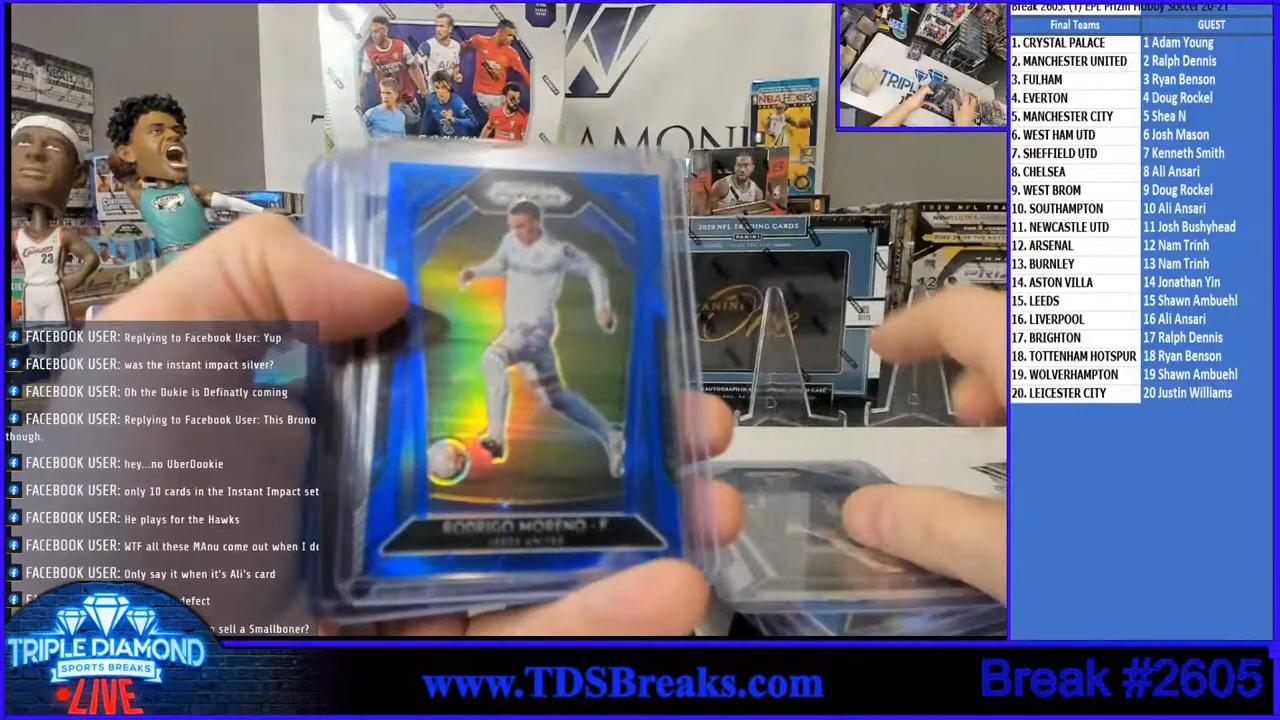 Break 2605: (1) EPL Prizm Hobby Soccer 20-21
Final Teams GUEST
1. CRYSTAL PALACE 1 Adam Young
2. MANCHESTER UNITED 2 Ralph Dennis
3. FULHAM 3 Ryan Benson
4. EVERTON 4 Doug Rockel
5. MANCHESTER CITY 5 Shea N
6. WEST HAM UTD 6 Josh Mason
7. SHEFFIELD UTD 7 Kenneth Smith
8. CHELSEA 8 Ali Ansari
9. WEST BROM 9 Doug Rockel
10. SOUTHAMPTON 10 Ali Ansari
11. NEWCASTLE UTD 11 Josh Bushyhead
12. ARSENAL 12 Nam Trinh
13. BURNLEY 13 Nam Trinh
14. ASTON VILLA 14 Jonathan Yin
15. LEEDS 15 Shawn Ambuehl
16. LIVERPOOL 16 Ali Ansari
17. BRIGHTON 17 Ralph Dennis
18. TOTTENHAM HOTSPUR 18 Ryan Benson
19. WOLVERHAMPTON 19 Shawn Ambuehl
20. LEICESTER CITY 20 Justin Williams
NBA HOOPS
2020 NFL TRADING CARDS
PANINI
One
CAVALIERS
23
PRIZM
RODRIGO MORENO - F
LEEDS UNITED
FACEBOOK USER: Replying to Facebook User: Yup
FACEBOOK USER: was the instant impact silver?
FACEBOOK USER: Oh the Dukie is Definatly coming
FACEBOOK USER: Replying to Facebook User: This Bruno
though.
FACEBOOK USER: hey...no UberDookie
FACEBOOK USER: only 10 cards in the Instant Impact set
FACEBOOK USER: He plays for the Hawks
FACEBOOK USER: WTF all these MAnu come out when I do
FACEBOOK USER: Only say it when it's Ali's card
defect
sell a Smallboner?
TRIPLE DIAMOND
SPORTS BREAKS
LIVE
www.TDSBreaks.com
Break #2605